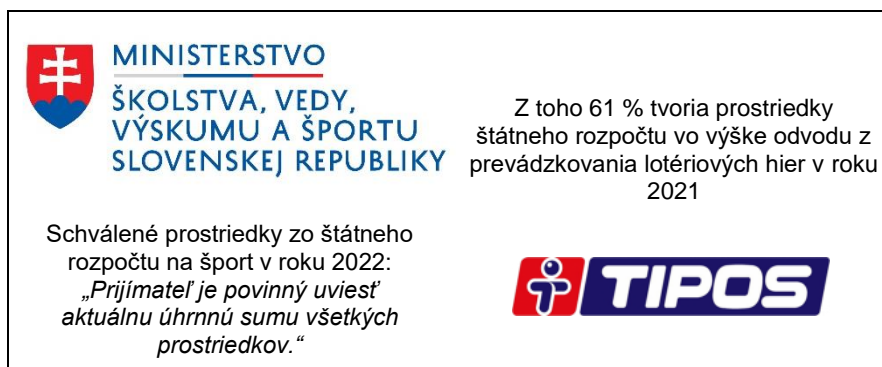 MINISTERSTVO
ŠKOLSTVA, VEDY,
VÝSKUMU A ŠPORTU
SLOVENSKEJ REPUBLIKY
Schválené prostriedky zo štátneho
rozpočtu na šport v roku 2022:
„Prijímateľ je povinný uviesť
aktuálnu úhrnnú sumu všetkých
prostriedkov.“
Z toho 61 % tvoria prostriedky
štátneho rozpočtu vo výške odvodu z
prevádzkovania lotériových hier v roku
2021
TIPOS